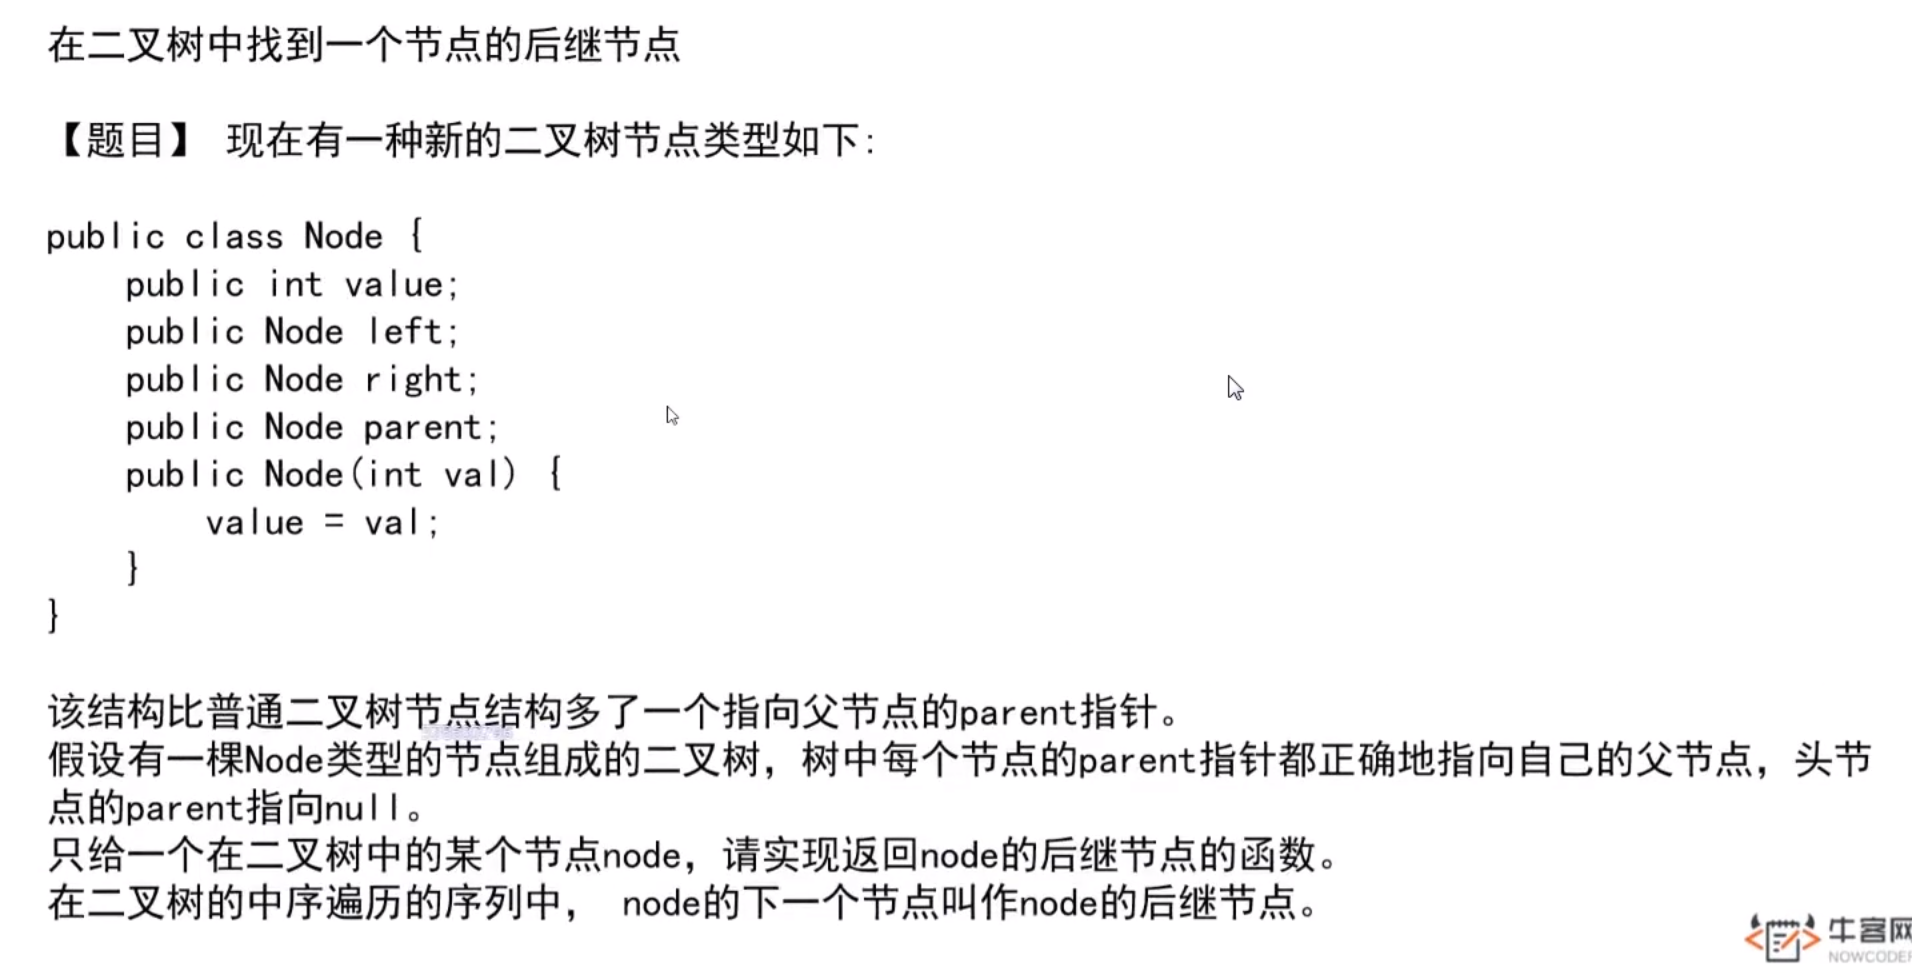 在二叉树中找到一个节点的后继节点
【题目】 现在有一种新的二叉树节点类型如下:
public class Node {
    public int value;
    public Node left;
    public Node right;
    public Node parent;
    public Node(int val) {
        value = val;
    }
}
该结构比普通二叉树节点结构多了一个指向父节点的parent指针。
假设有一棵Node类型的节点组成的二叉树，树中每个节点的parent指针都正确地指向自己的父节点，头节
点的parent指向null。
只给一个在二叉树中的某个节点node，请实现返回node的后继节点的函数。
在二叉树的中序遍历的序列中， node的下一个节点叫作node的后继节点。
牛客网
NOWCODER